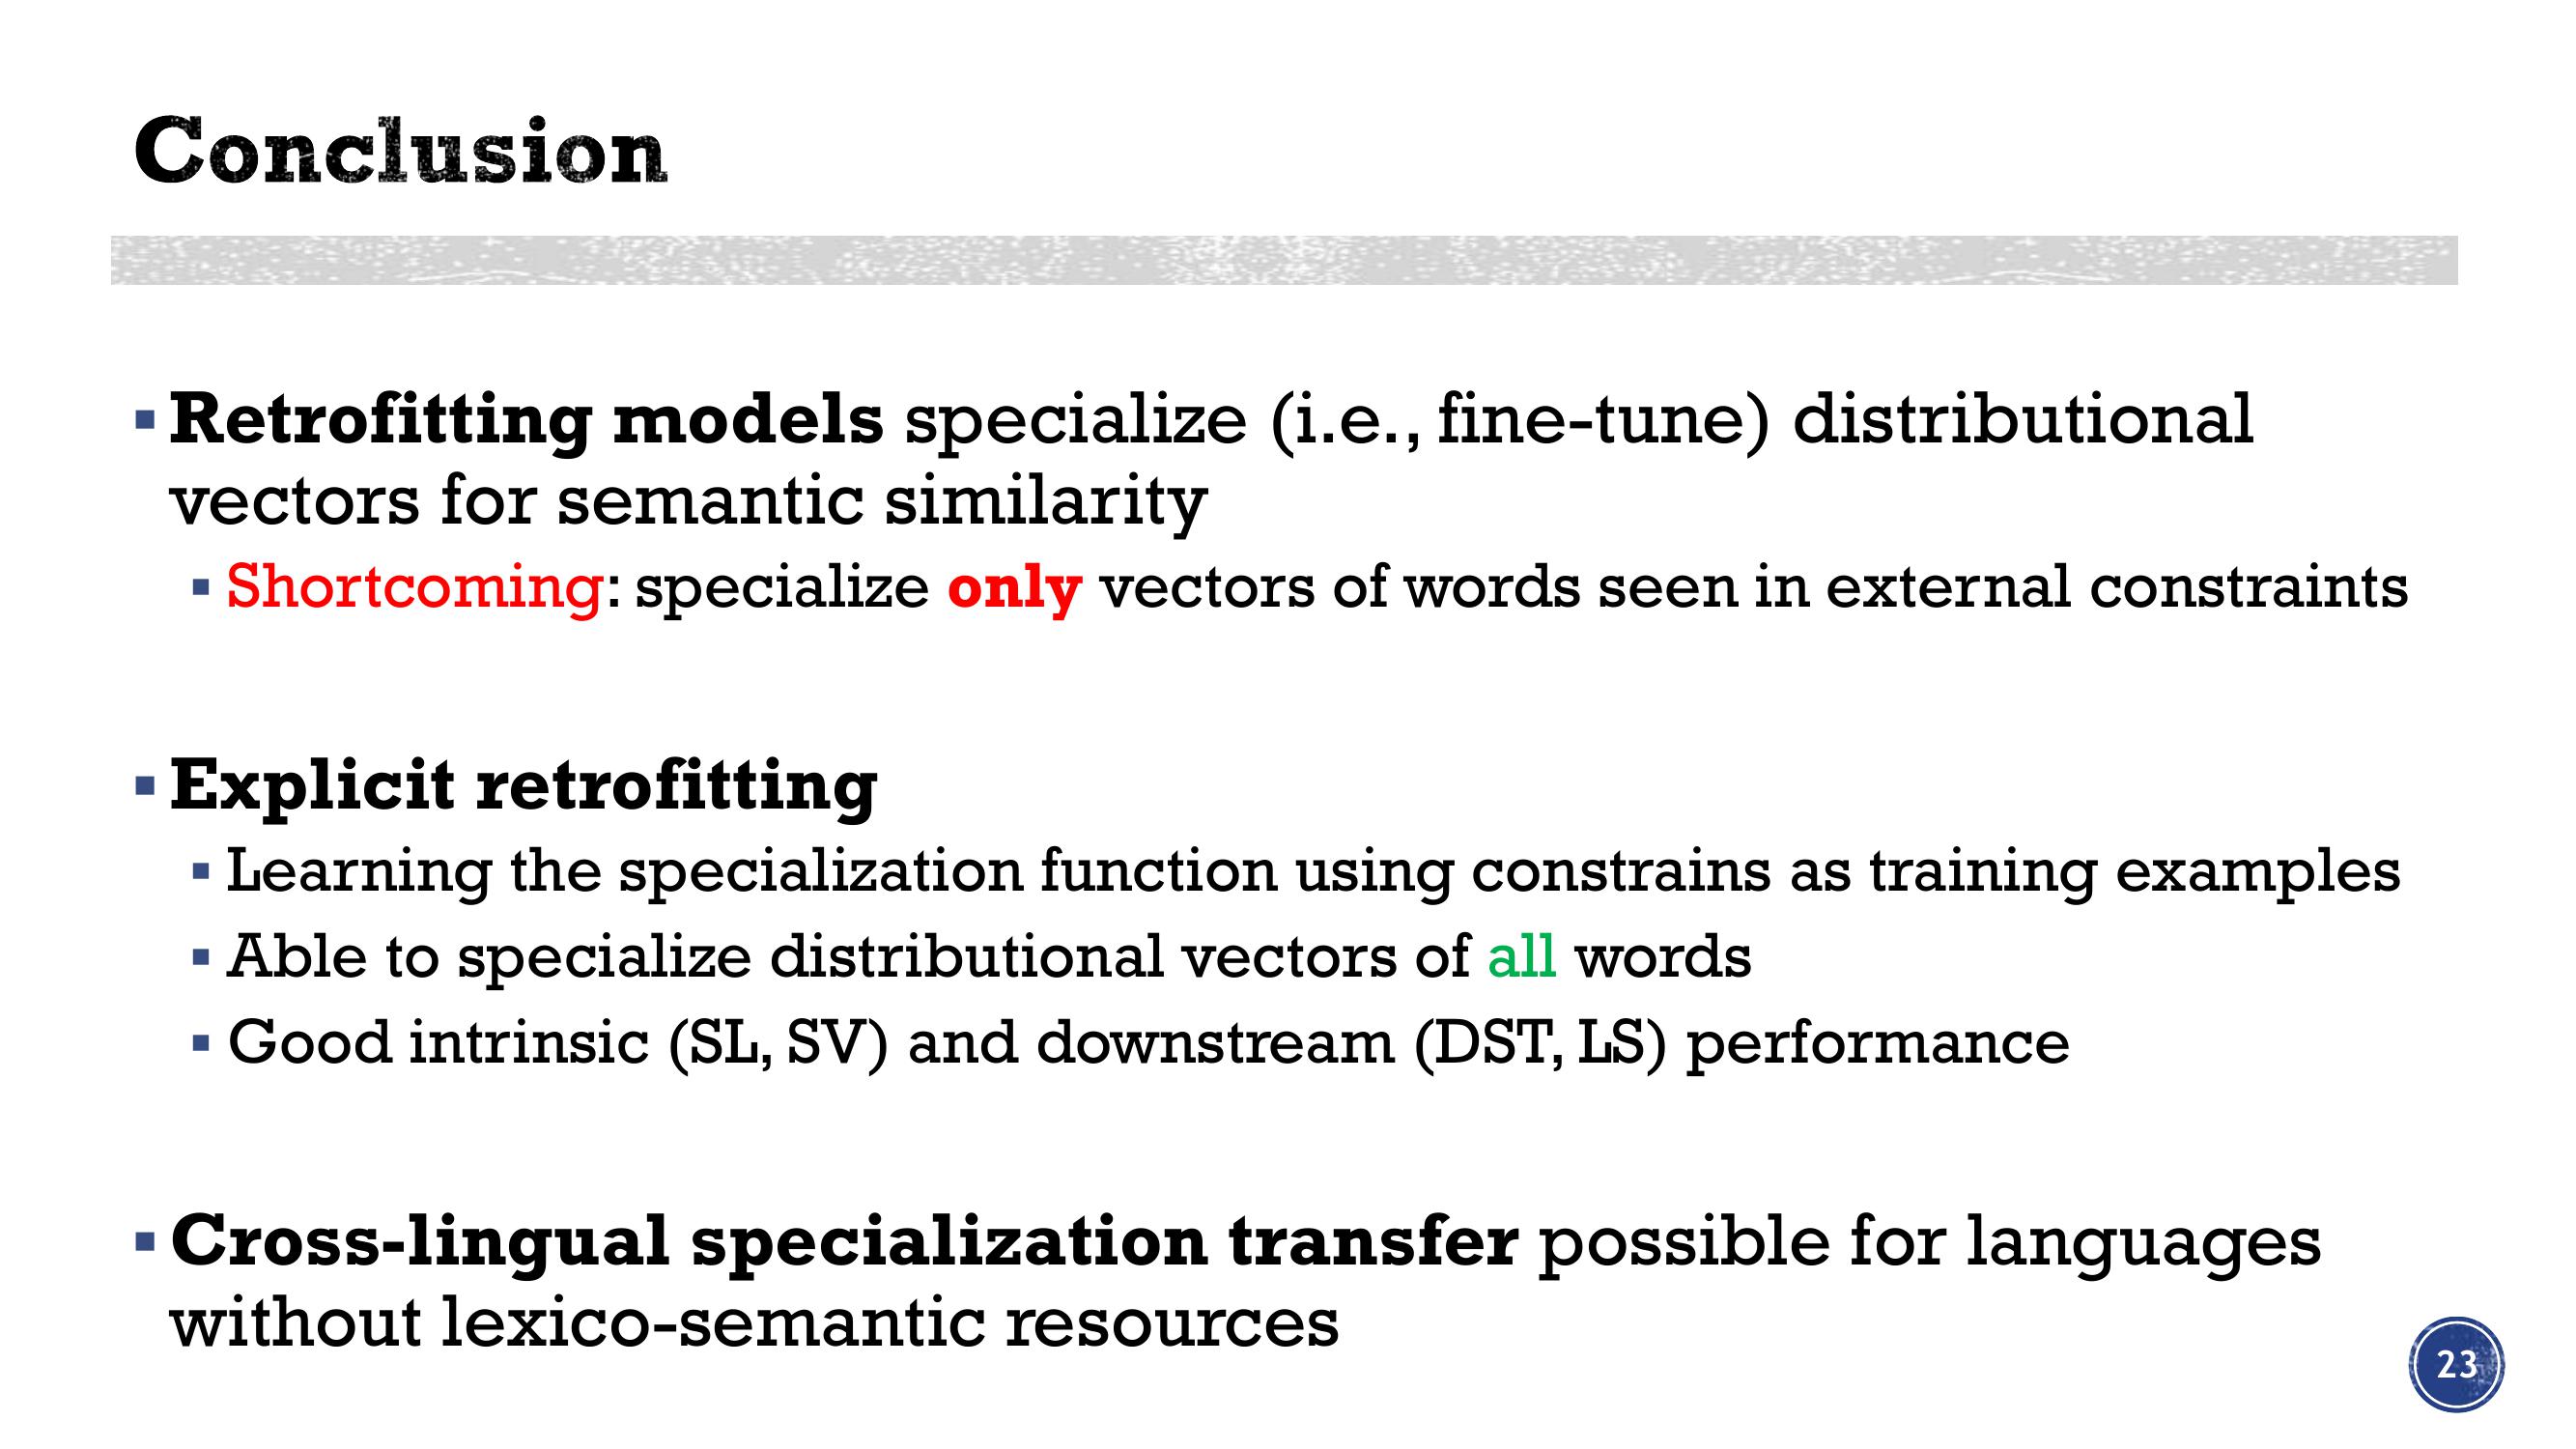 Conclusion
▪ Retrofitting models specialize (i.e., fine-tune) distributional
vectors for semantic similarity
▪ Shortcoming: specialize only vectors of words seen in external constraints
▪ Explicit retrofitting
▪ Learning the specialization function using constrains as training examples
▪ Able to specialize distributional vectors of all words
▪ Good intrinsic (SL, SV) and downstream (DST, LS) performance
▪ Cross-lingual specialization transfer possible for languages
without lexico-semantic resources
23